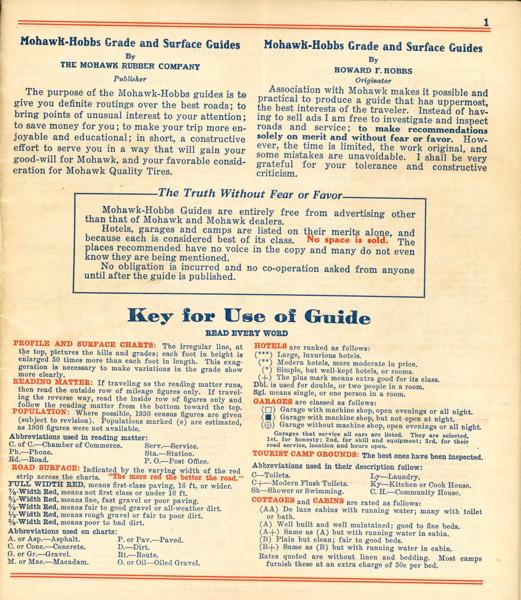 1
Mohawk-Hobbs Grade and Surface Guides
By
THE MOHAWK RUBBER COMPANY
Publisher
The purpose of the Mohawk-Hobbs guides is to
give you definite routings over the best roads; to
bring points of unusual interest to your attention;
to save money for you; to make your trip more en-
joyable and educational; in short, a constructive
effort to serve you in a way that will gain your
good-will for Mohawk, and your favorable consid-
eration for Mohawk Quality Tires.
Mohawk-Hobbs Grade and Surface Guides
By
HOWARD F. HOBBS
Originator
Association with Mohawk makes it possible and
practical to produce a guide that has uppermost,
the best interests of the traveler. Instead of hav-
ing to sell ads I am free to investigate and inspect
roads and service; to make recommendations
solely on merit and without fear or favor. How-
ever, the time is limited, the work original, and
some mistakes are unavoidable. I shall be very
grateful for your tolerance and constructive
criticism.
The Truth Without Fear or Favor
Mohawk-Hobbs Guides are entirely free from advertising other
than that of Mohawk and Mohawk dealers.
Hotels, garages and camps are listed on their merits alone, and
because each is considered best of its class. No space is sold. The
places recommended have no voice in the copy and many do not even
know they are being mentioned.
No obligation is incurred and no co-operation asked from anyone
until after the guide is published.
Key for Use of Guide
READ EVERY WORD
PROFILE AND SURFACE CHARTS: The irregular line, at
the top, pictures the hills and grades; each foot in height is
enlarged 50 times more than each foot in length. This exag-
geration is necessary to make variations in the grade show
more clearly.
READING MATTER: If traveling as the reading matter runs,
then read the outside row of mileage figures only. If travel-
ing the reverse way, read the inside row of figures only and
follow the reading matter from the bottom toward the top.
POPULATION: Where possible, 1930 census figures are given
(subject to revision). Populations marked (e) are estimated,
as 1930 figures were not available.
Abbreviations used in reading matter:
C. of C.—Chamber of Commerce. Serv.—Service.
Ph.—Phone. Sta.—Station.
Rd.—Road. P. O.—Post Office.
ROAD SURFACE: Indicated by the varying width of the red
strip across the charts. "The more red the better the road."
FULL WIDTH RED, means first-class paving, 16 ft. or wider.
⅞-Width Red, means not first class or under 16 ft.
¾-Width Red, means fine, fast gravel or poor paving.
⅝-Width Red, means fair to good gravel or all-weather dirt.
½-Width Red, means rough gravel or fair to poor dirt.
⅜-Width Red, means poor to bad dirt.
Abbreviations used on charts:
A. or Asp.—Asphalt. P. or Pav.—Paved.
C. or Conc.—Concrete. D.—Dirt.
G. or Gr.—Gravel. Rt.—Route.
M. or Mac.—Macadam. O. or Oil—Oiled Gravel.
HOTELS are ranked as follows:
(***) Large, luxurious hotels.
(**) Modern hotels, more moderate in price.
(*) Simple, but well-kept hotels, or rooms.
(+) The plus mark means extra good for its class.
Dbl. is used for double, or two people in a room.
Sgl. means single, or one person in a room.
GARAGES are classed as follows:
Garage with machine shop, open evenings or all night.
Garage with machine shop, but not open at night.
Garage without machine shop, open evenings or all night.
Garages that service all cars are listed. They are selected,
1st. for honesty; 2nd. for skill and equipment; 3rd. for their
road service, location and hours open.
TOURIST CAMP GROUNDS: The best ones have been inspected.
Abbreviations used in their description follow:
C—Toilets. Ly—Laundry.
C+—Modern Flush Toilets. Ky—Kitchen or Cook House.
Sh—Shower or Swimming. C. H.—Community House.
COTTAGES and CABINS are rated as follows:
(AA) De luxe cabins with running water; many with toilet
or bath.
(A) Well built and well maintained; good to fine beds.
(A+) Same as (A) but with running water in cabin.
(B) Plain but clean; fair to good beds.
(B+) Same as (B) but with running water in cabin.
Rates quoted are without linen and bedding. Most camps
furnish these at an extra charge of 50c per bed.